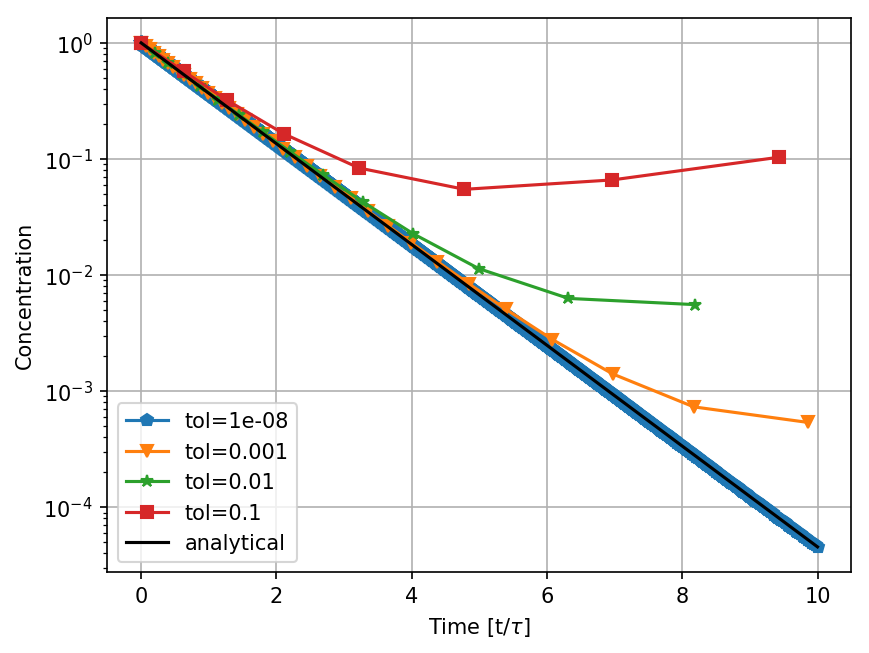 10⁰
10⁻¹
10⁻²
10⁻³
10⁻⁴
Concentration
tol=1e-08
tol=0.001
tol=0.01
tol=0.1
analytical
0 2 4 6 8 10
Time [t/τ]